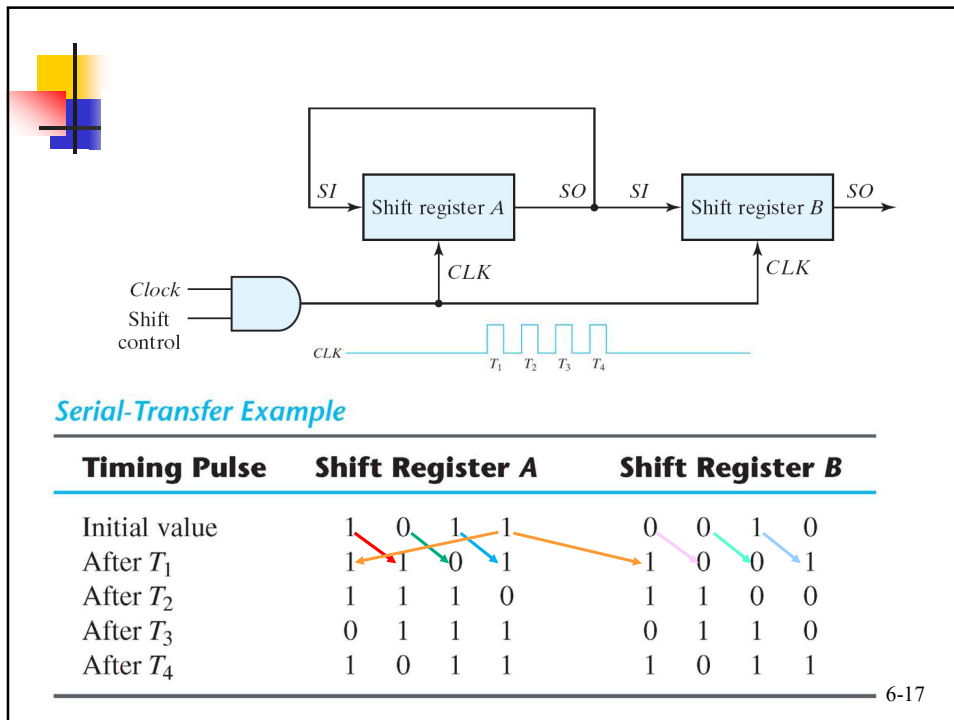 SI
Shift register A
SO
SI
Shift register B
SO
CLK
CLK
Clock
Shift
control
CLK
T1 T2 T3 T4
Serial-Transfer Example
Timing Pulse Shift Register A Shift Register B
Initial value 1 0 1 1 0 0 1 0
After T1 1 1 0 1 1 0 0 1
After T2 1 1 1 0 1 1 0 0
After T3 0 1 1 1 0 1 1 0
After T4 1 0 1 1 1 0 1 1
6-17